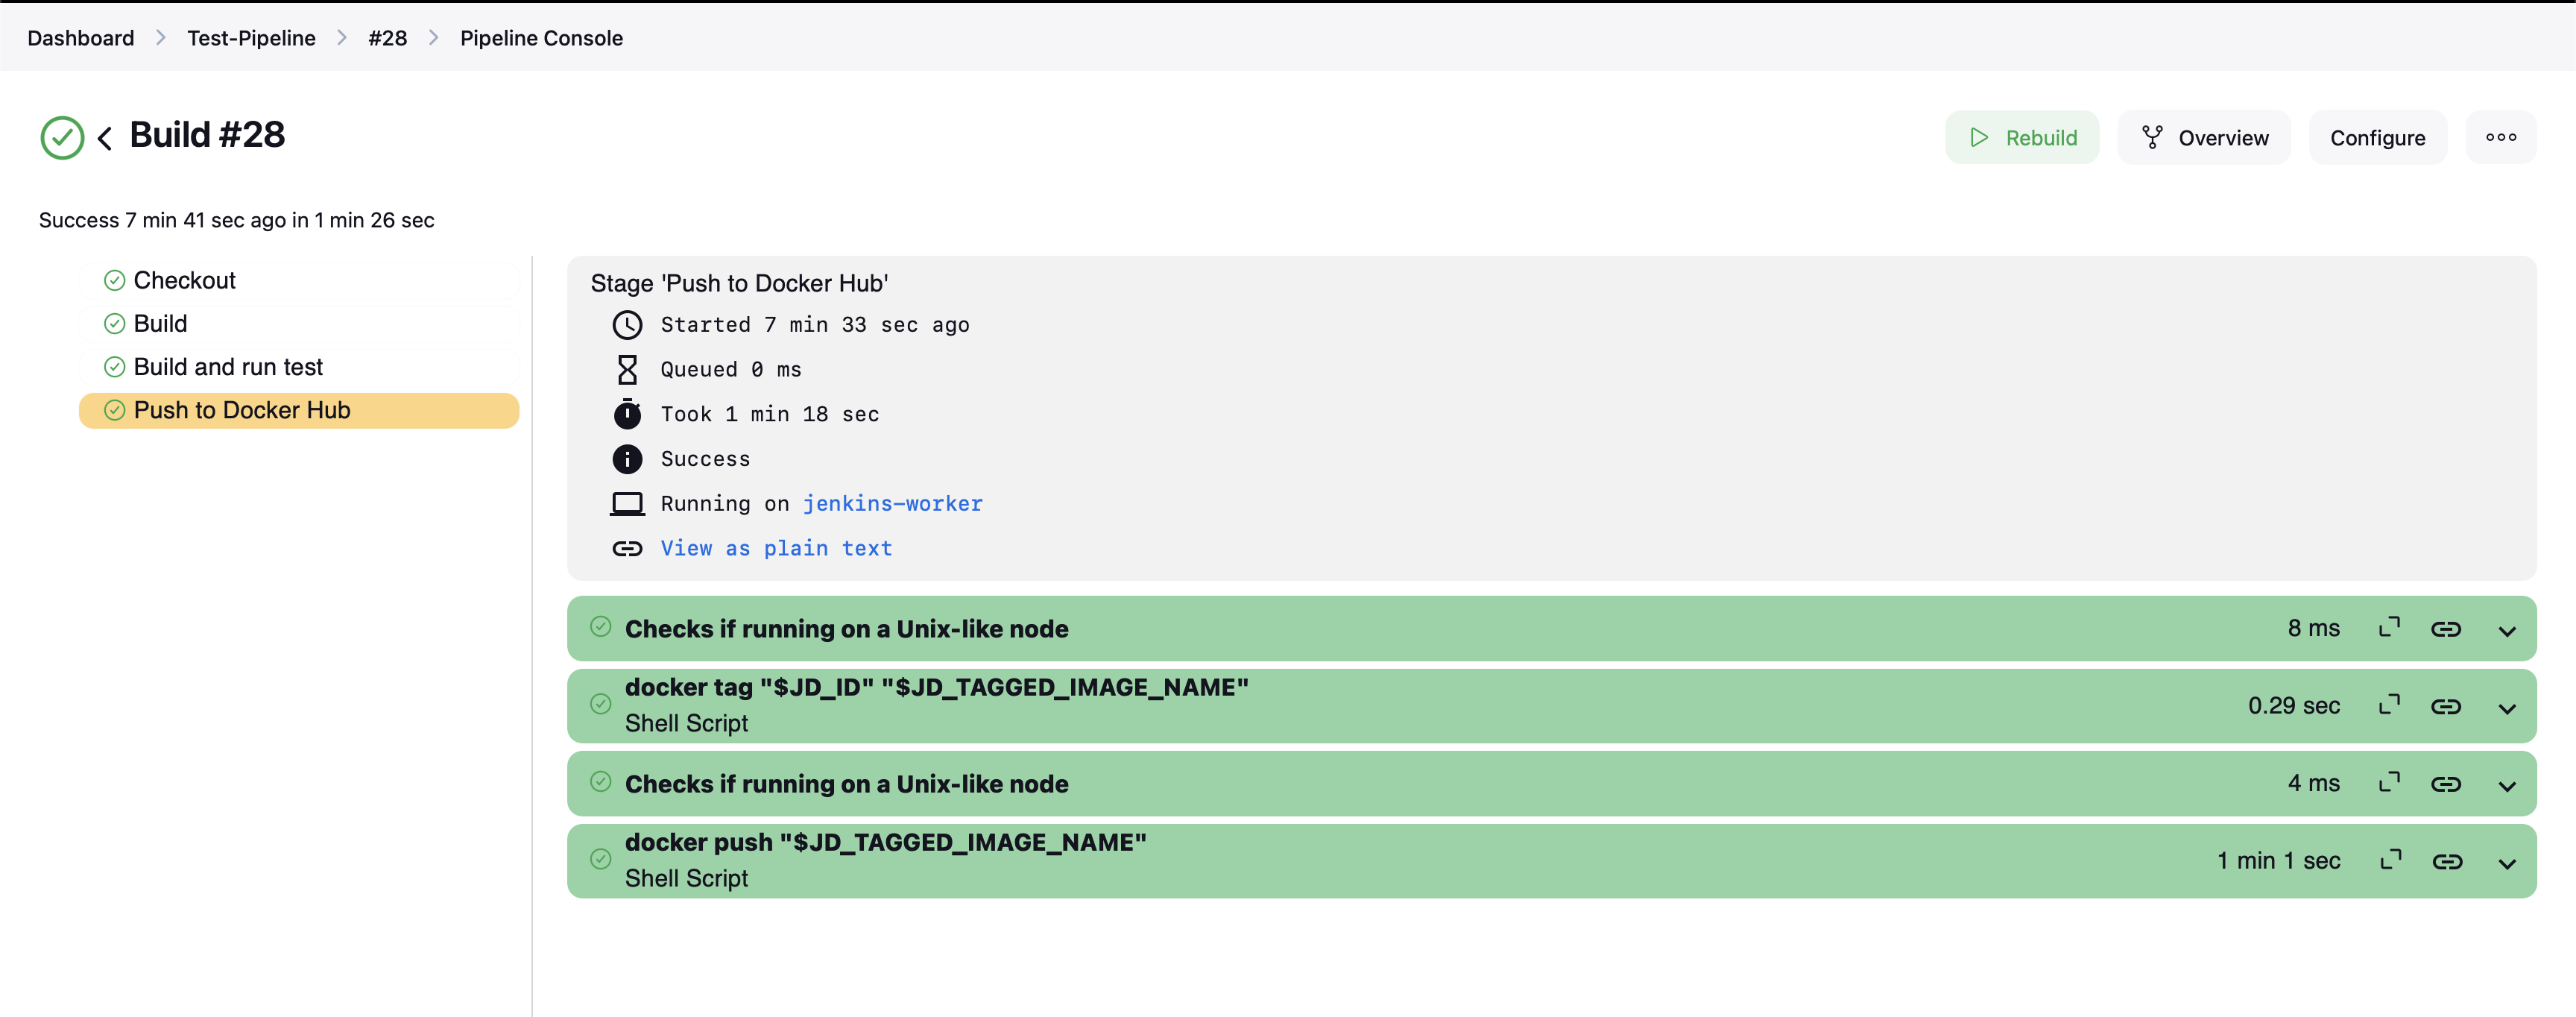 Dashboard > Test-Pipeline > #28 > Pipeline Console
Build #28
Rebuild
Overview
Configure
Success 7 min 41 sec ago in 1 min 26 sec
Checkout
Build
Build and run test
Push to Docker Hub
Stage 'Push to Docker Hub'
Started 7 min 33 sec ago
Queued 0 ms
Took 1 min 18 sec
Success
Running on jenkins-worker
View as plain text
Checks if running on a Unix-like node 8 ms
docker tag "$JD_ID" "$JD_TAGGED_IMAGE_NAME"
Shell Script 0.29 sec
Checks if running on a Unix-like node 4 ms
docker push "$JD_TAGGED_IMAGE_NAME"
Shell Script 1 min 1 sec